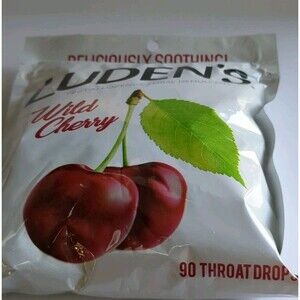 DELICIOUSLY SOOTHING!
LUDEN'S
Wild
Cherry
90 THROAT DROPS